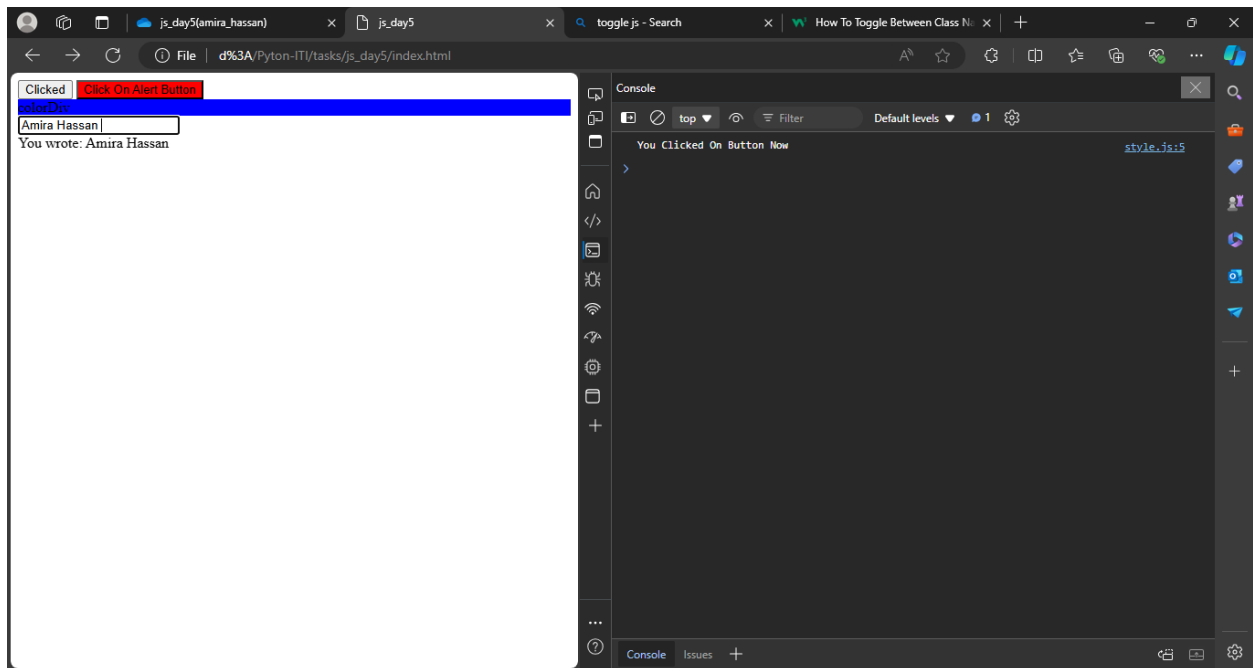 js_day5(amira_hassan)
js_day5
toggle js - Search
How To Toggle Between Class Na
File
d%3A/Pyton-ITI/tasks/js_day5/index.html
Clicked
Click On Alert Button
colorDiv
Amira Hassan
You wrote: Amira Hassan
Console
top ▼
Filter
Default levels ▼
1
You Clicked On Button Now
style.js:5
>
Console
Issues